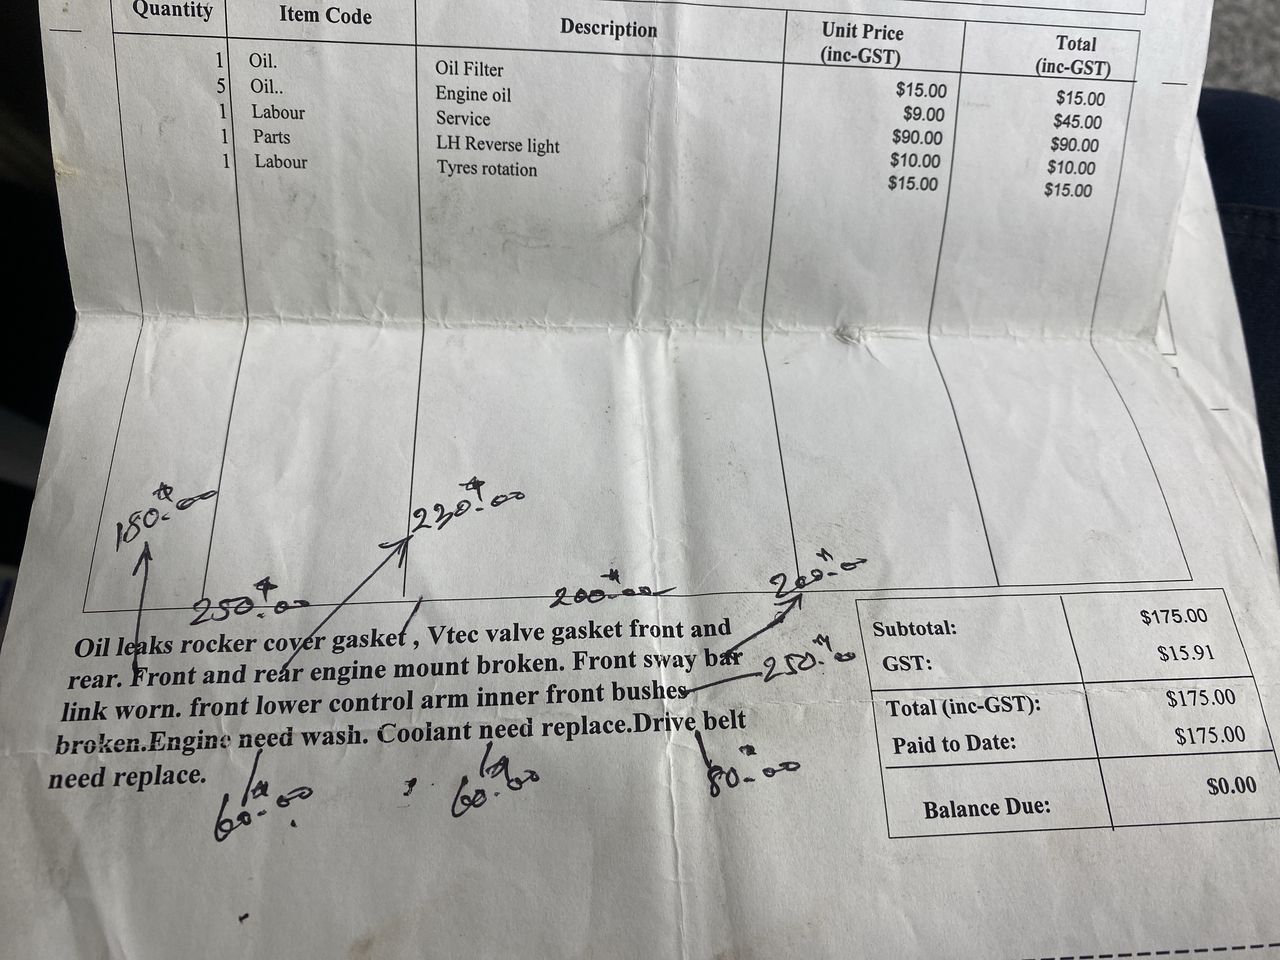 Quantity Item Code Description Unit Price (inc-GST) Total (inc-GST)
1 Oil. Oil Filter $15.00 $15.00
5 Oil.. Engine oil $9.00 $45.00
1 Labour Service $90.00 $90.00
1 Parts LH Reverse light $10.00 $10.00
1 Labour Tyres rotation $15.00 $15.00
180.00 230.00
250.00 200.00 200.00
Oil leaks rocker cover gasket , Vtec valve gasket front and
rear. Front and rear engine mount broken. Front sway bar 250.00
link worn. front lower control arm inner front bushes
broken.Engine need wash. Coolant need replace.Drive belt
need replace.
60.00 60.00 80.00
Subtotal: $175.00
GST: $15.91
Total (inc-GST): $175.00
Paid to Date: $175.00
Balance Due: $0.00